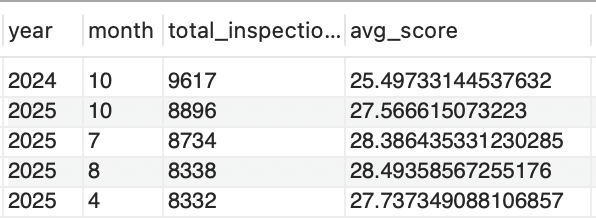 year month total_inspectio... avg_score
2024 10 9617 25.49733144537632
2025 10 8896 27.566615073223
2025 7 8734 28.386435331230285
2025 8 8338 28.49358567255176
2025 4 8332 27.737349088106857